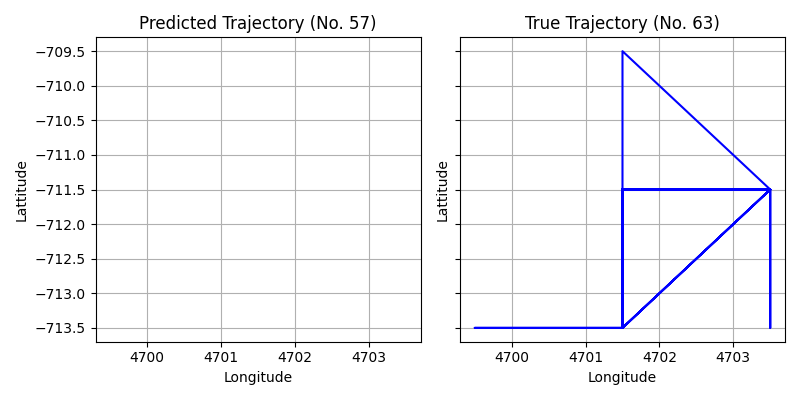 Predicted Trajectory (No. 57)
Lattitude
−709.5
−710.0
−710.5
−711.0
−711.5
−712.0
−712.5
−713.0
−713.5
4700 4701 4702 4703
Longitude
True Trajectory (No. 63)
Lattitude
4700 4701 4702 4703
Longitude